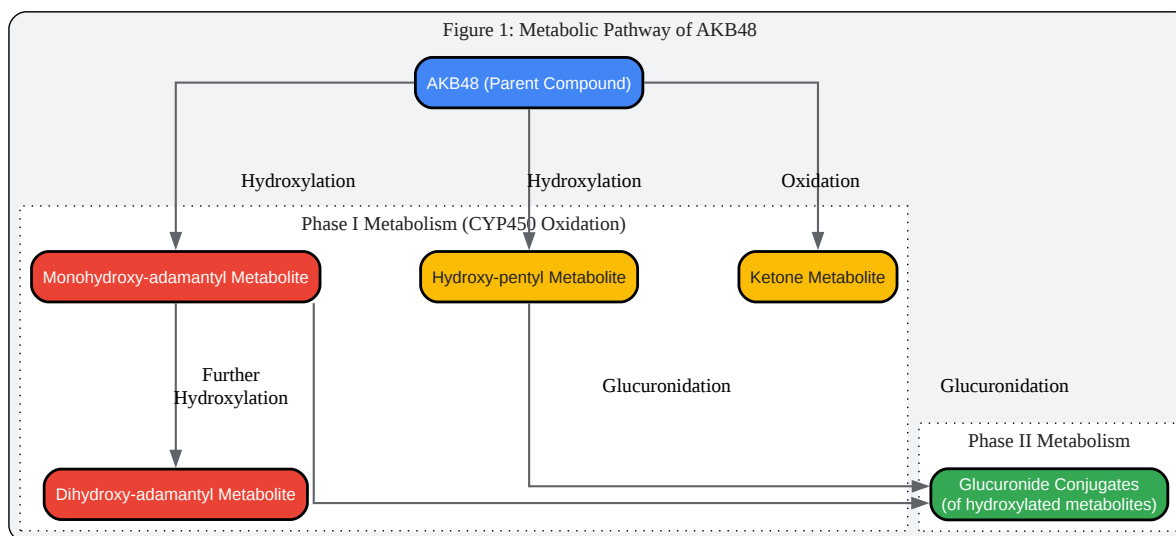 Figure 1: Metabolic Pathway of AKB48
AKB48 (Parent Compound)
Hydroxylation
Hydroxylation
Oxidation
Phase I Metabolism (CYP450 Oxidation)
Monohydroxy-adamantyl Metabolite
Hydroxy-pentyl Metabolite
Ketone Metabolite
Further
Hydroxylation
Glucuronidation
Glucuronidation
Phase II Metabolism
Dihydroxy-adamantyl Metabolite
Glucuronide Conjugates
(of hydroxylated metabolites)